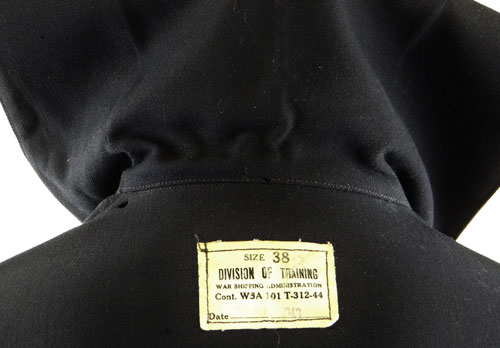 SIZE 38
DIVISION OF TRAINING
WAR SHIPPING ADMINISTRATION
Cont. WSA 101 T-312-44
Date